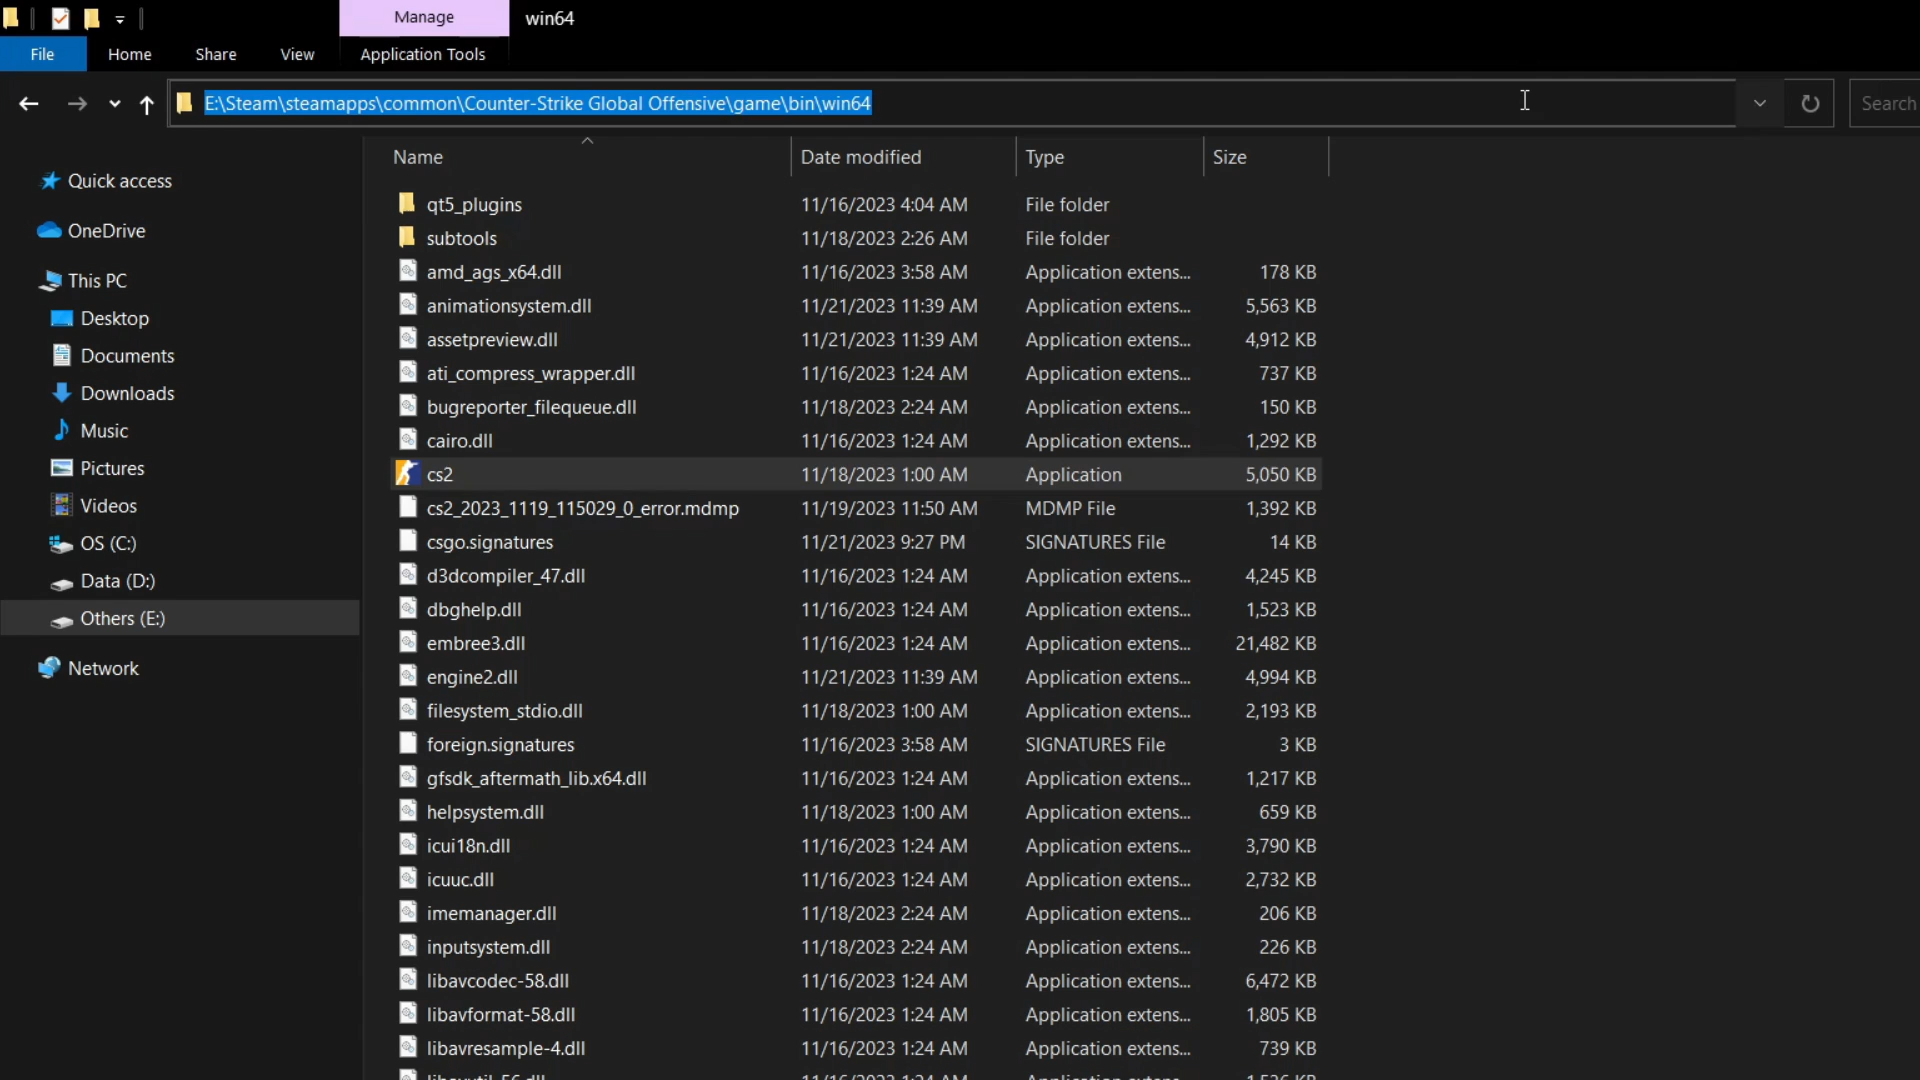 Manage
win64
File
Home
Share
View
Application Tools
E:\Steam\steamapps\common\Counter-Strike Global Offensive\game\bin\win64
Search
Name
Date modified
Type
Size
Quick access
OneDrive
This PC
Desktop
Documents
Downloads
Music
Pictures
Videos
OS (C:)
Data (D:)
Others (E:)
Network
qt5_plugins 11/16/2023 4:04 AM File folder
subtools 11/18/2023 2:26 AM File folder
amd_ags_x64.dll 11/16/2023 3:58 AM Application extens... 178 KB
animationsystem.dll 11/21/2023 11:39 AM Application extens... 5,563 KB
assetpreview.dll 11/21/2023 11:39 AM Application extens... 4,912 KB
ati_compress_wrapper.dll 11/16/2023 1:24 AM Application extens... 737 KB
bugreporter_filequeue.dll 11/18/2023 2:24 AM Application extens... 150 KB
cairo.dll 11/16/2023 1:24 AM Application extens... 1,292 KB
cs2 11/18/2023 1:00 AM Application 5,050 KB
cs2_2023_1119_115029_0_error.mdmp 11/19/2023 11:50 AM MDMP File 1,392 KB
csgo.signatures 11/21/2023 9:27 PM SIGNATURES File 14 KB
d3dcompiler_47.dll 11/16/2023 1:24 AM Application extens... 4,245 KB
dbghelp.dll 11/16/2023 1:24 AM Application extens... 1,523 KB
embree3.dll 11/16/2023 1:24 AM Application extens... 21,482 KB
engine2.dll 11/21/2023 11:39 AM Application extens... 4,994 KB
filesystem_stdio.dll 11/18/2023 1:00 AM Application extens... 2,193 KB
foreign.signatures 11/16/2023 3:58 AM SIGNATURES File 3 KB
gfsdk_aftermath_lib.x64.dll 11/16/2023 1:24 AM Application extens... 1,217 KB
helpsystem.dll 11/18/2023 1:00 AM Application extens... 659 KB
icui18n.dll 11/16/2023 1:24 AM Application extens... 3,790 KB
icuuc.dll 11/16/2023 1:24 AM Application extens... 2,732 KB
imemanager.dll 11/18/2023 2:24 AM Application extens... 206 KB
inputsystem.dll 11/18/2023 2:24 AM Application extens... 226 KB
libavcodec-58.dll 11/16/2023 1:24 AM Application extens... 6,472 KB
libavformat-58.dll 11/16/2023 1:24 AM Application extens... 1,805 KB
libavresample-4.dll 11/16/2023 1:24 AM Application extens... 739 KB